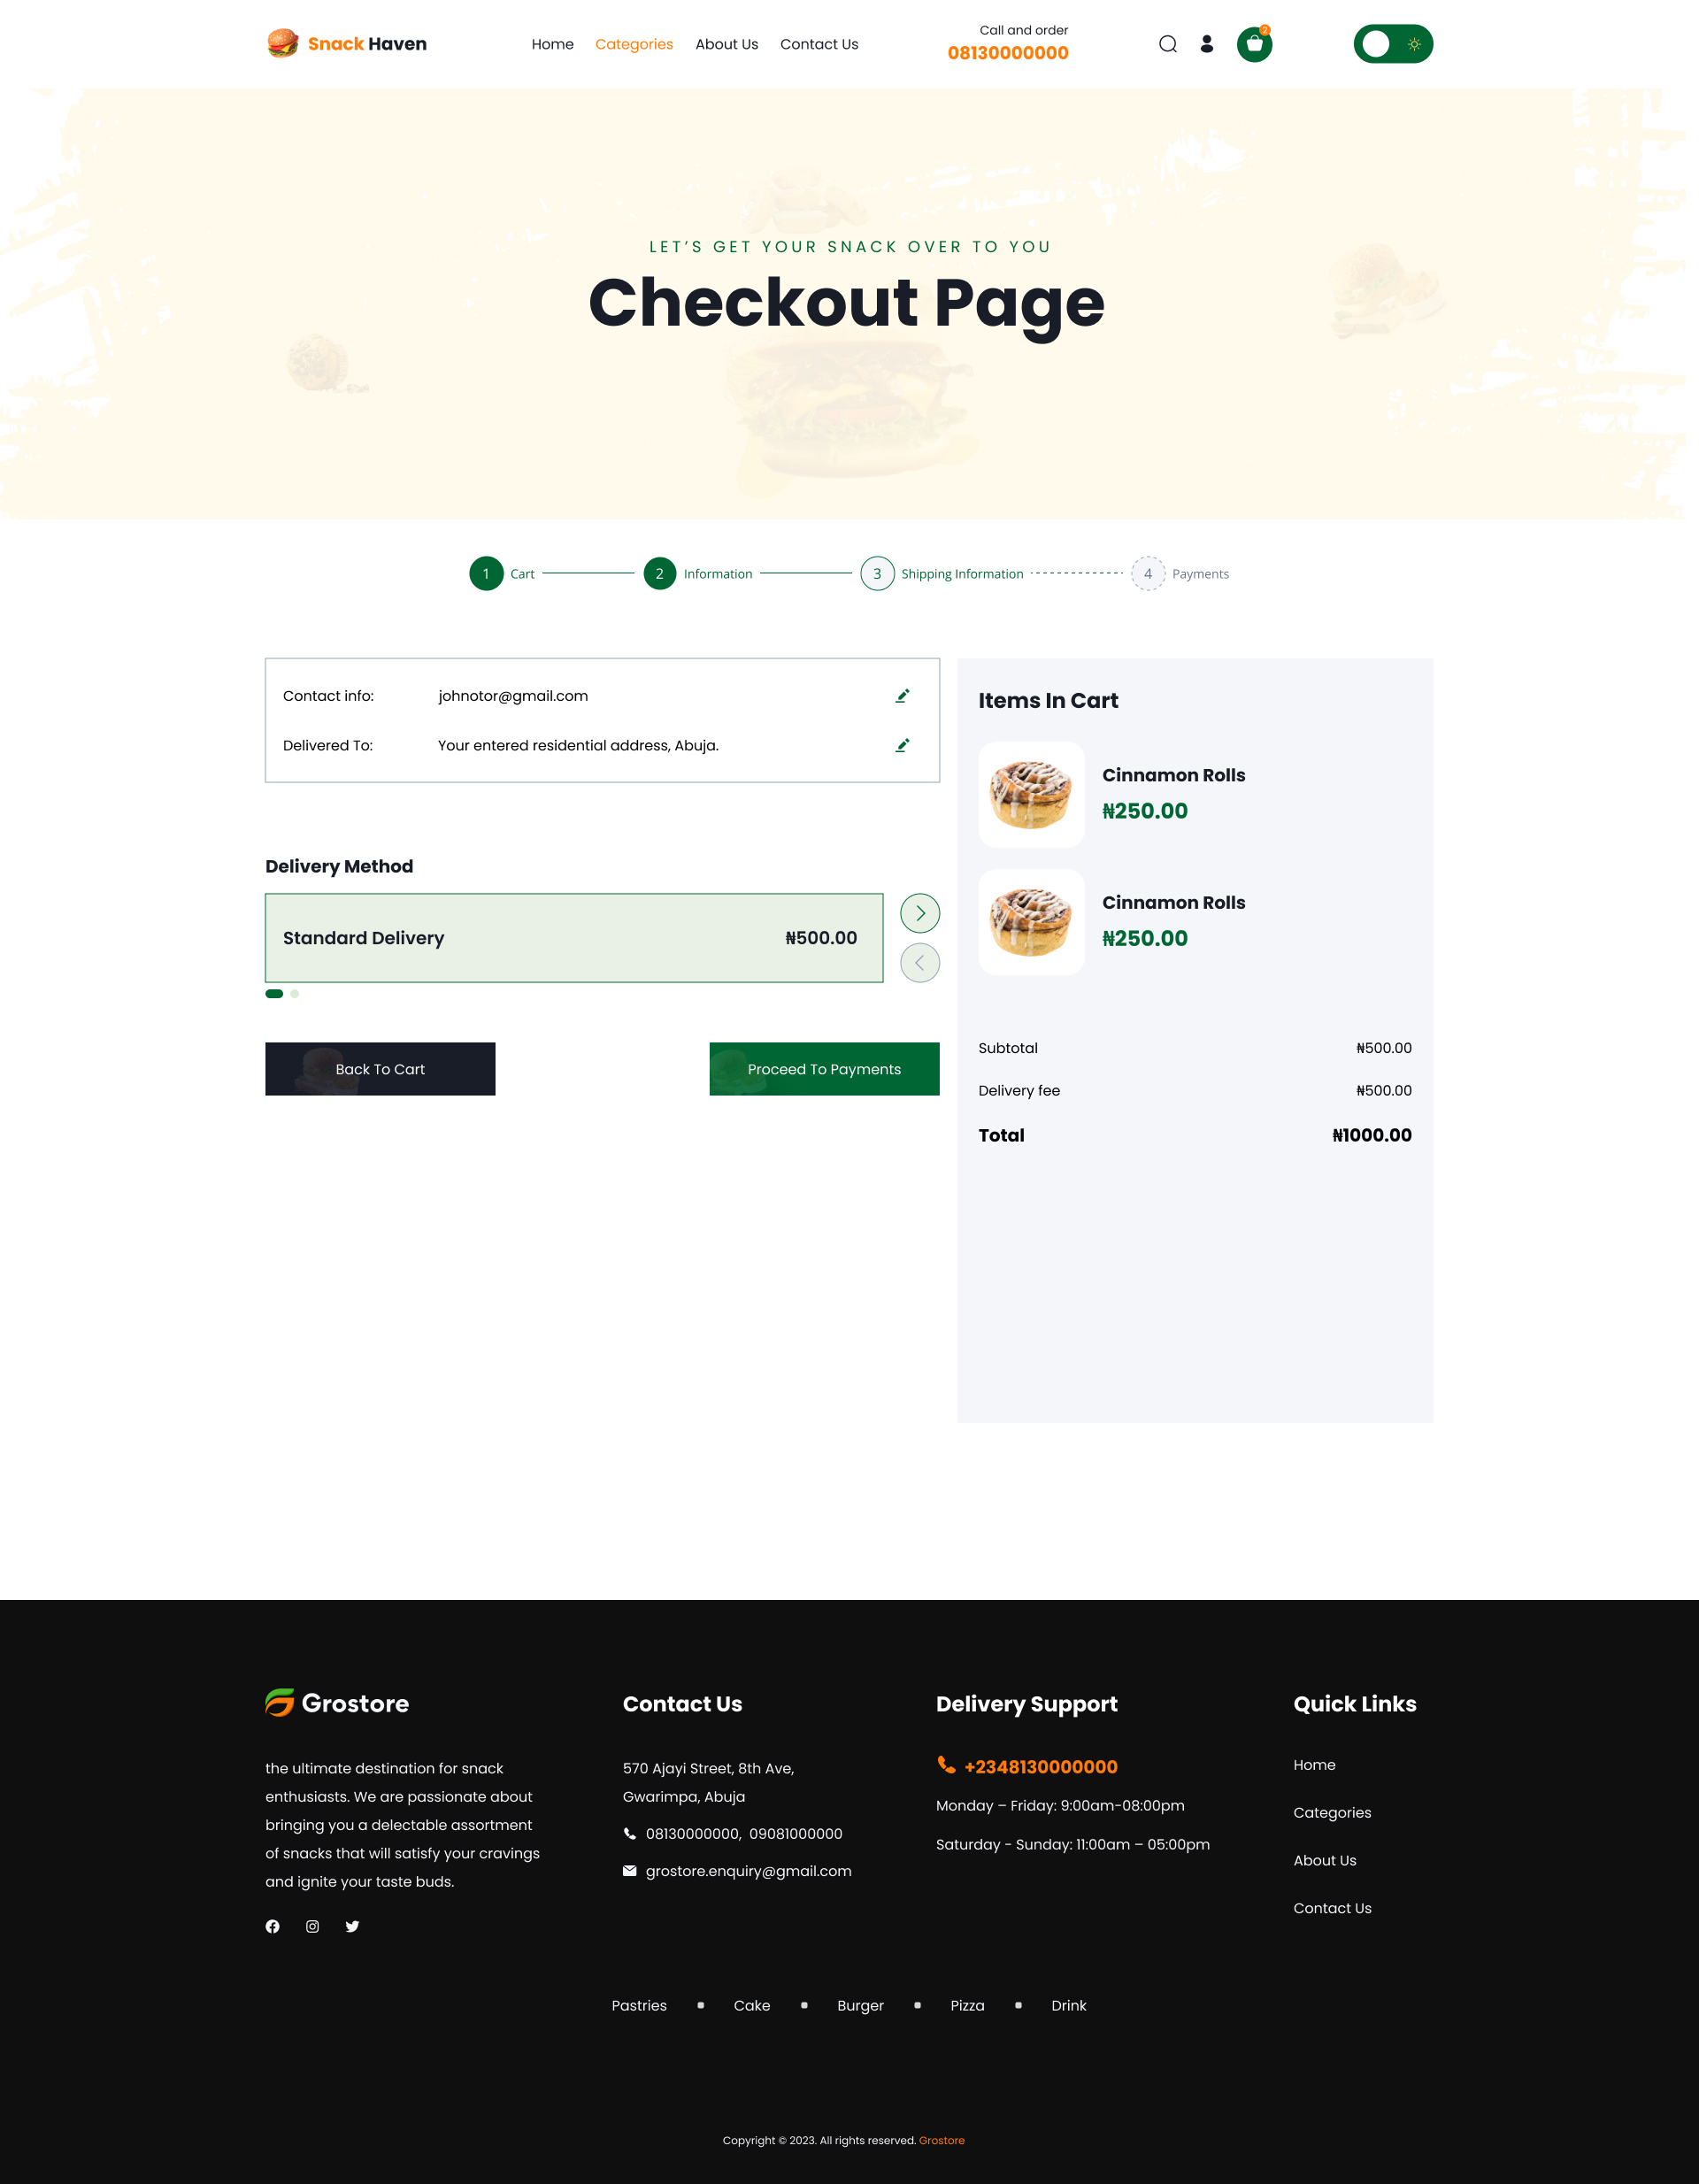 Snack Haven
Home Categories About Us Contact Us
Call and order
08130000000
2
LET'S GET YOUR SNACK OVER TO YOU
Checkout Page
1 Cart
2 Information
3 Shipping Information
4 Payments
Contact info: johnotor@gmail.com
Delivered To: Your entered residential address, Abuja.
Delivery Method
Standard Delivery ₦500.00
Back To Cart
Proceed To Payments
Items In Cart
Cinnamon Rolls
₦250.00
Cinnamon Rolls
₦250.00
Subtotal ₦500.00
Delivery fee ₦500.00
Total ₦1000.00
Grostore
the ultimate destination for snack
enthusiasts. We are passionate about
bringing you a delectable assortment
of snacks that will satisfy your cravings
and ignite your taste buds.
Contact Us
570 Ajayi Street, 8th Ave,
Gwarimpa, Abuja
08130000000, 09081000000
grostore.enquiry@gmail.com
Delivery Support
+2348130000000
Monday – Friday: 9:00am-08:00pm
Saturday - Sunday: 11:00am – 05:00pm
Quick Links
Home
Categories
About Us
Contact Us
Pastries Cake Burger Pizza Drink
Copyright © 2023. All rights reserved. Grostore